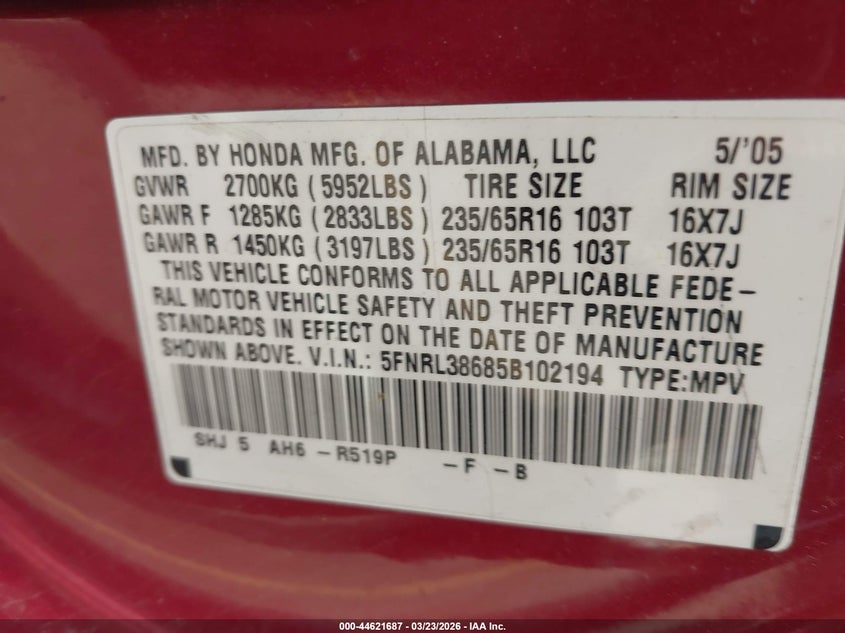 MFD. BY HONDA MFG. OF ALABAMA, LLC 5/'05
GVWR 2700KG (5952LBS) TIRE SIZE RIM SIZE
GAWR F 1285KG (2833LBS) 235/65R16 103T 16X7J
GAWR R 1450KG (3197LBS) 235/65R16 103T 16X7J
THIS VEHICLE CONFORMS TO ALL APPLICABLE FEDE-
RAL MOTOR VEHICLE SAFETY AND THEFT PREVENTION
STANDARDS IN EFFECT ON THE DATE OF MANUFACTURE
SHOWN ABOVE. V.I.N.: 5FNRL38685B102194 TYPE:MPV
SHJ 5 AH6 -R519P -F -B
000-44621687 - 03/23/2026 - IAA Inc.